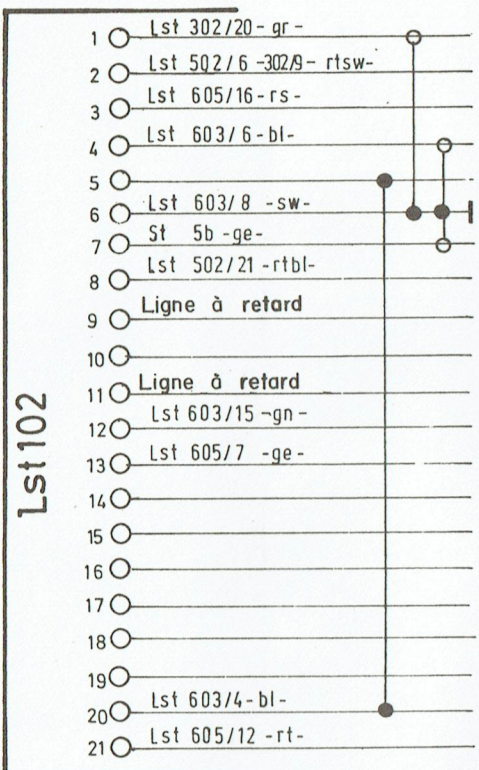 1 Lst 302/20 - gr -
2 Lst 502/6 -302/9- rtsw-
3 Lst 605/16 - rs -
4 Lst 603/6 - bl -
5
6 Lst 603/8 - sw -
7 St 5b - ge -
8 Lst 502/21 - rtbl -
9 Ligne à retard
10
11 Ligne à retard
12 Lst 603/15 - gn -
13 Lst 605/7 - ge -
14
15
16
17
18
19
20 Lst 603/4 - bl -
21 Lst 605/12 - rt -
Lst 102